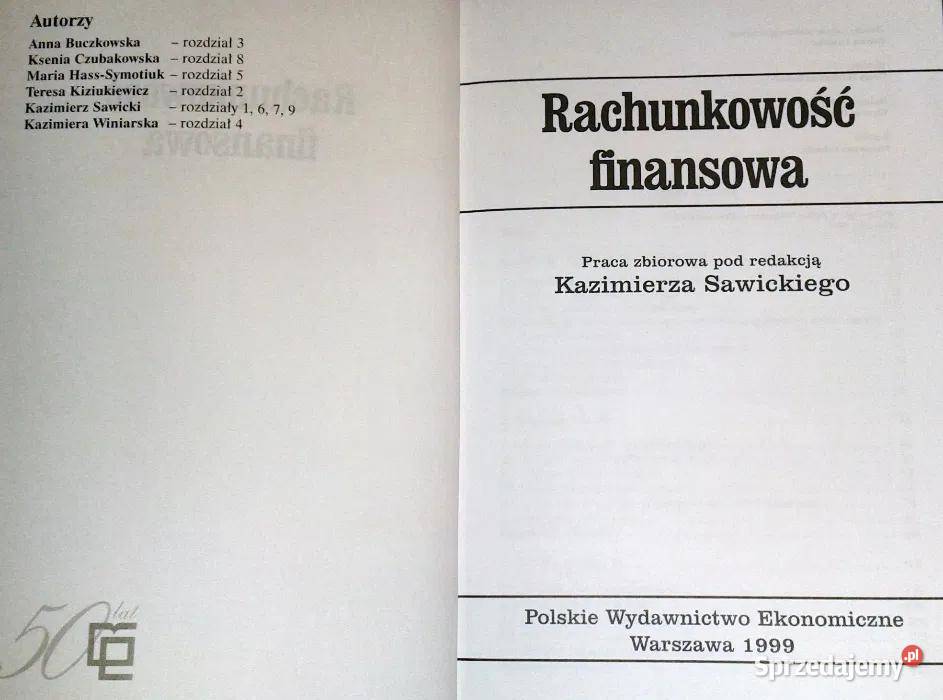 Autorzy
Anna Buczkowska – rozdział 3
Ksenia Czubakowska – rozdział 8
Maria Hass-Symotiuk – rozdział 5
Teresa Kiziukiewicz – rozdział 2
Kazimierz Sawicki – rozdziały 1, 6, 7, 9
Kazimiera Winiarska – rozdział 4
50 lat
Rachunkowość
finansowa
Praca zbiorowa pod redakcją
Kazimierza Sawickiego
Polskie Wydawnictwo Ekonomiczne
Warszawa 1999
Sprzedajemy.pl